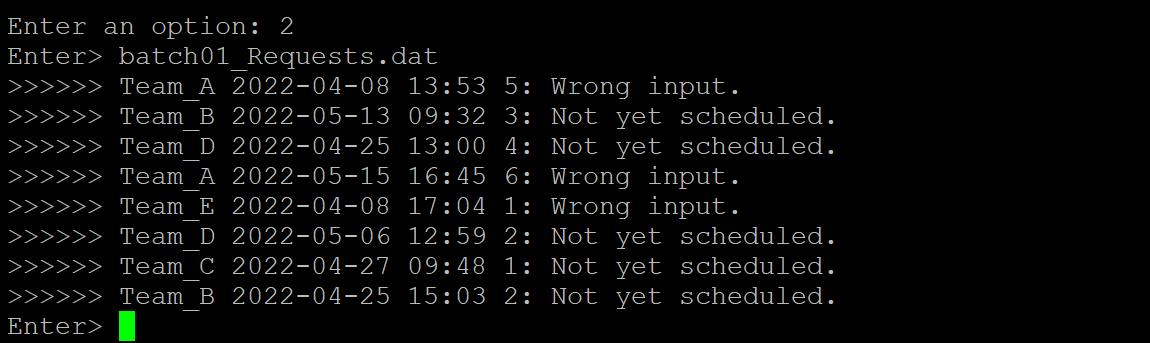 Enter an option: 2
Enter> batch01_Requests.dat
>>>>>> Team_A 2022-04-08 13:53 5: Wrong input.
>>>>>> Team_B 2022-05-13 09:32 3: Not yet scheduled.
>>>>>> Team_D 2022-04-25 13:00 4: Not yet scheduled.
>>>>>> Team_A 2022-05-15 16:45 6: Wrong input.
>>>>>> Team_E 2022-04-08 17:04 1: Wrong input.
>>>>>> Team_D 2022-05-06 12:59 2: Not yet scheduled.
>>>>>> Team_C 2022-04-27 09:48 1: Not yet scheduled.
>>>>>> Team_B 2022-04-25 15:03 2: Not yet scheduled.
Enter>